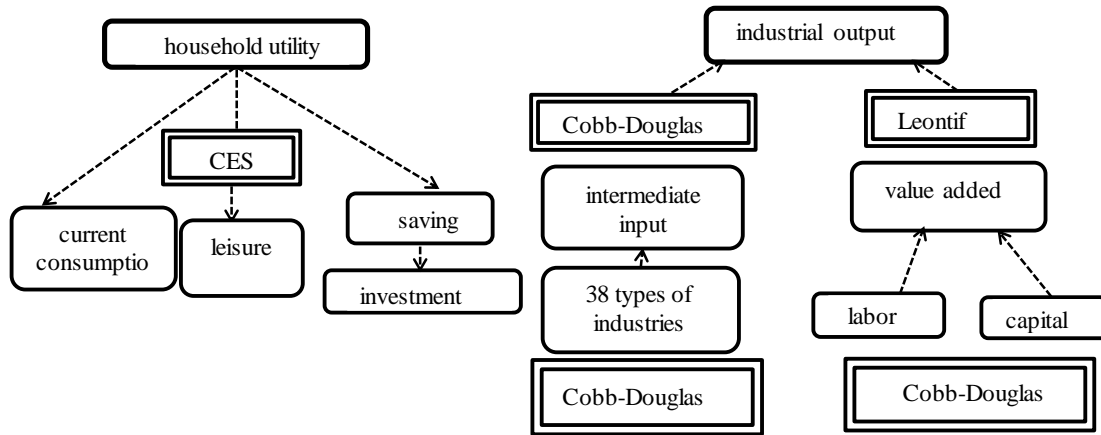 household utility
CES
current
consumptio
leisure
saving
investment
industrial output
Cobb-Douglas
Leontif
intermediate
input
value added
38 types of
industries
labor
capital
Cobb-Douglas
Cobb-Douglas